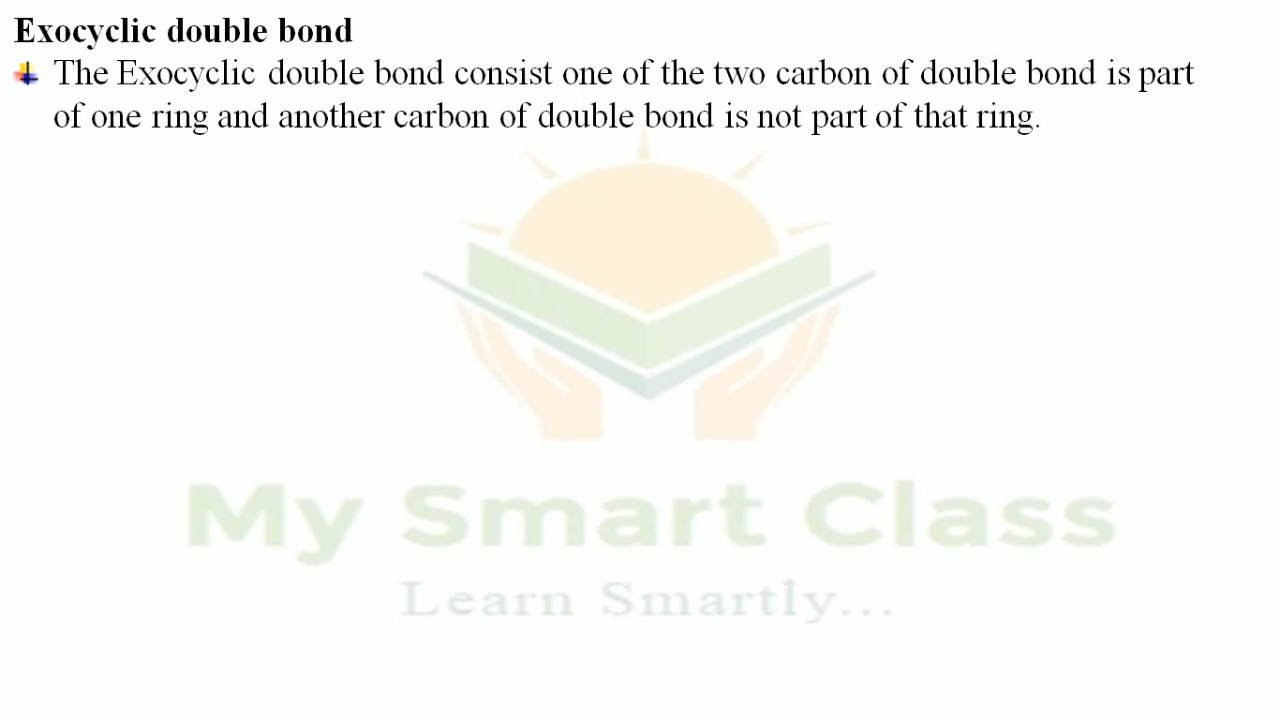 Exocyclic double bond
The Exocyclic double bond consist one of the two carbon of double bond is part
of one ring and another carbon of double bond is not part of that ring.
My Smart Class
Learn Smartly...